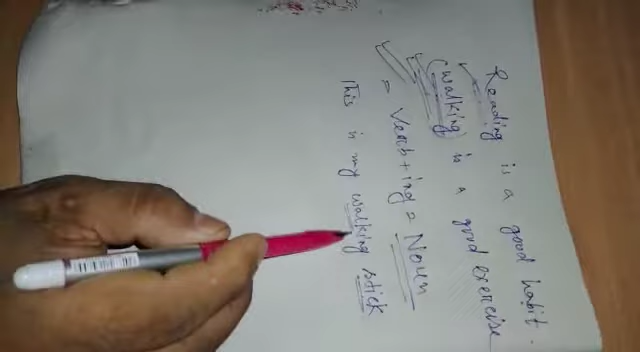 Reading is a good habit.
(Walking) is a good exercise
= Verb + ing = Noun
This is my walking stick